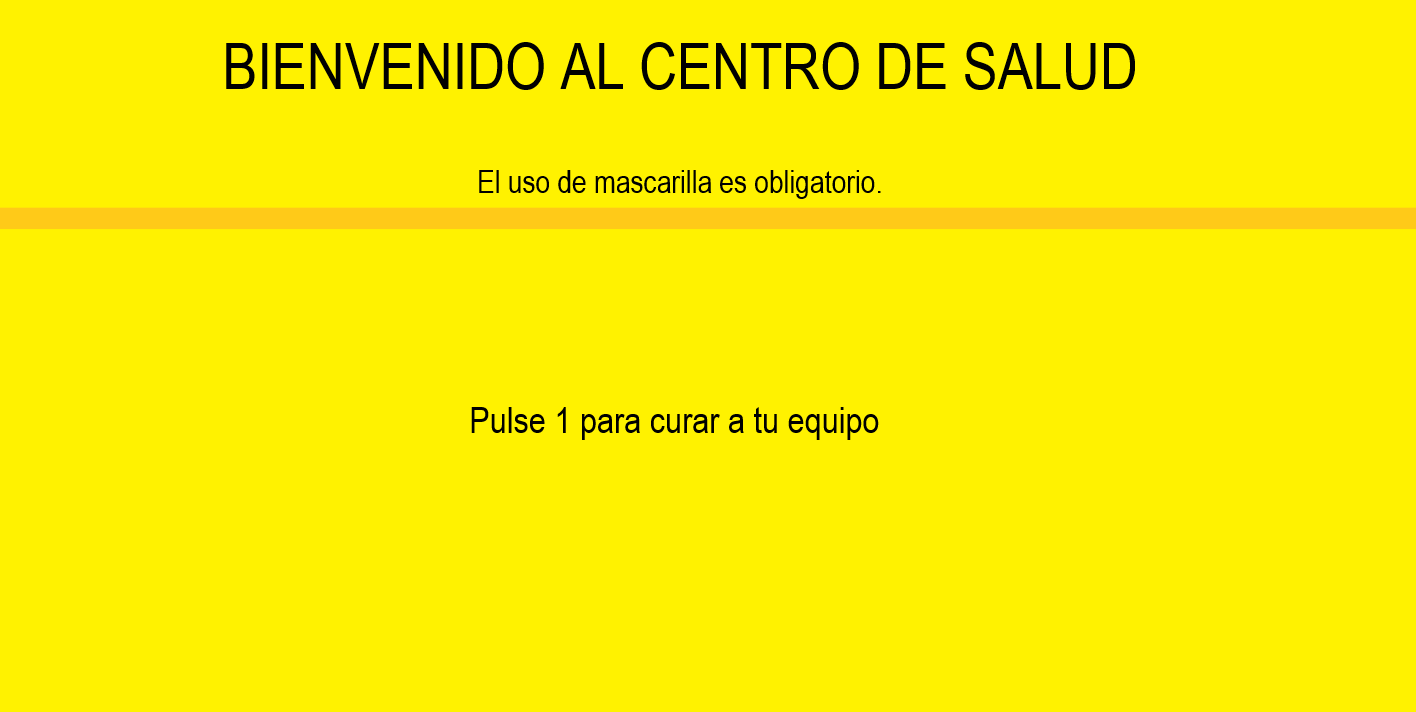 BIENVENIDO AL CENTRO DE SALUD
El uso de mascarilla es obligatorio.
Pulse 1 para curar a tu equipo